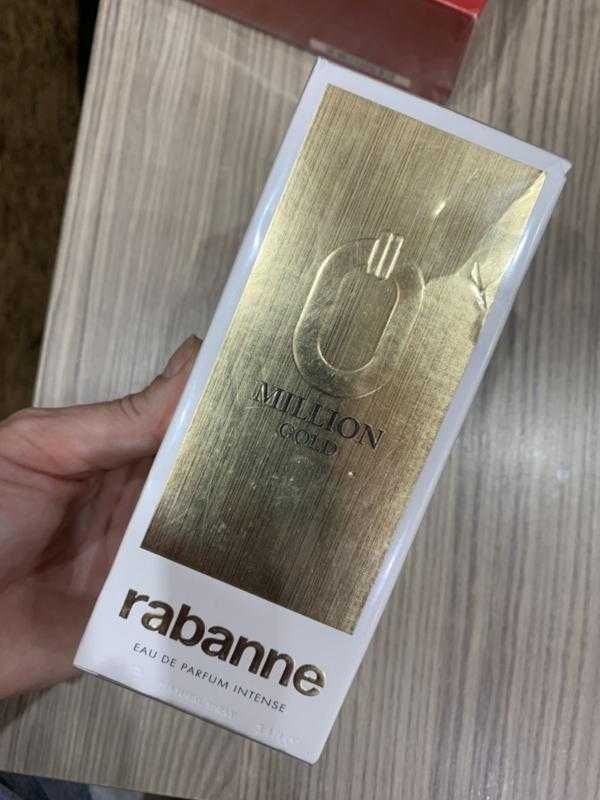 MILLION
GOLD
rabanne
EAU DE PARFUM INTENSE